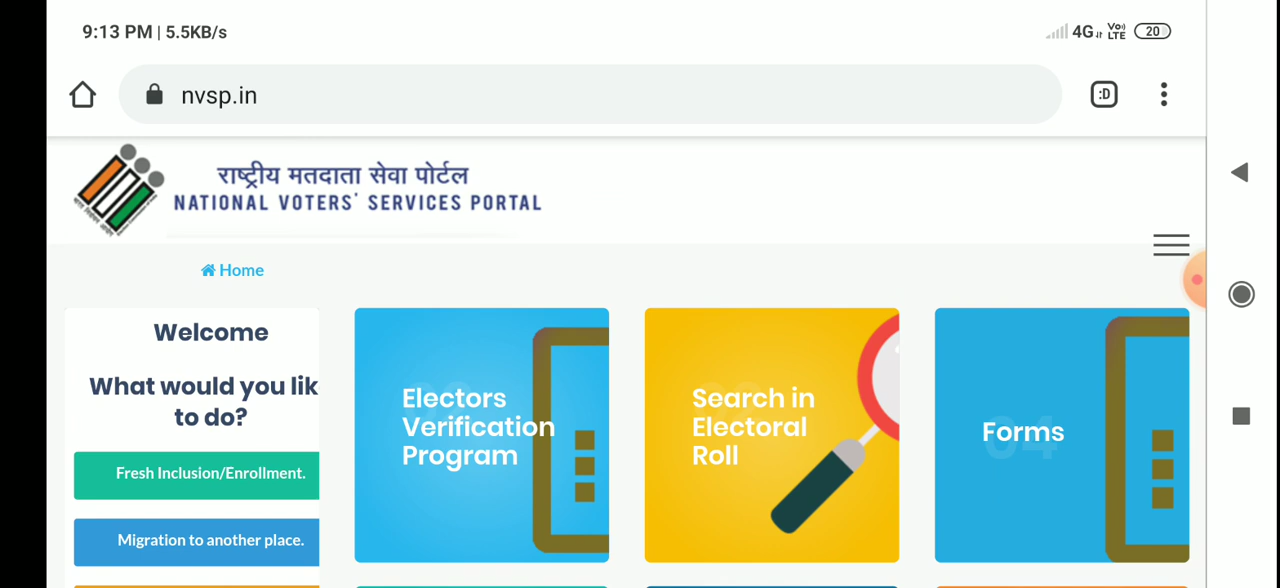 9:13 PM | 5.5KB/s
4G VoLTE 20
nvsp.in
:D
राष्ट्रीय मतदाता सेवा पोर्टल
NATIONAL VOTERS' SERVICES PORTAL
Home
Welcome
What would you lik
to do?
Fresh Inclusion/Enrollment.
Migration to another place.
Electors
Verification
Program
Search in
Electoral
Roll
04
Forms